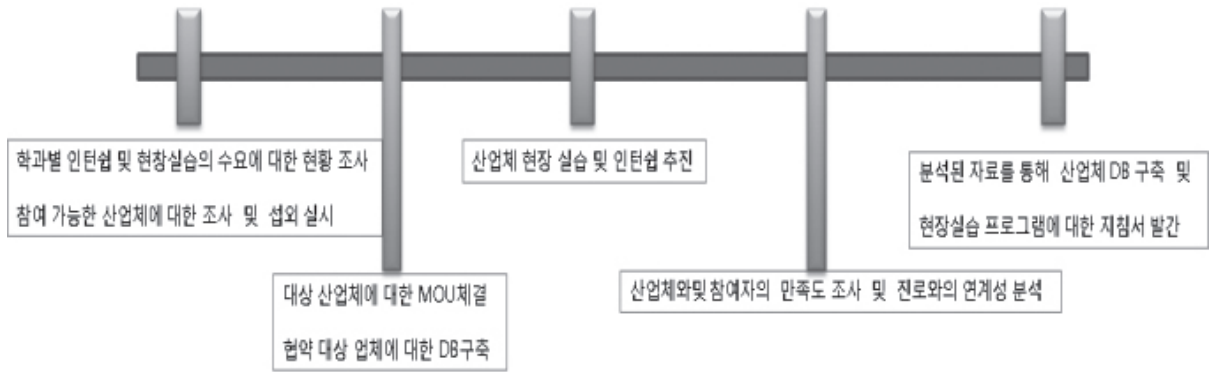 학과별 인턴쉽 및 현창실습의 수요에 대한 현황 조사
참여 가능한 산업체에 대한 조사 및 섭외 실시
대상 산업체에 대한 MOU체결
협약 대상 업체에 대한 DB구축
산업체 현장 실습 및 인턴쉽 추진
산업체와및 참여자의 만족도 조사 및 진로와의 연계성 분석
분석된 자료를 통해 산업체 DB 구축 및
현장실습 프로그램에 대한 지침서 발간